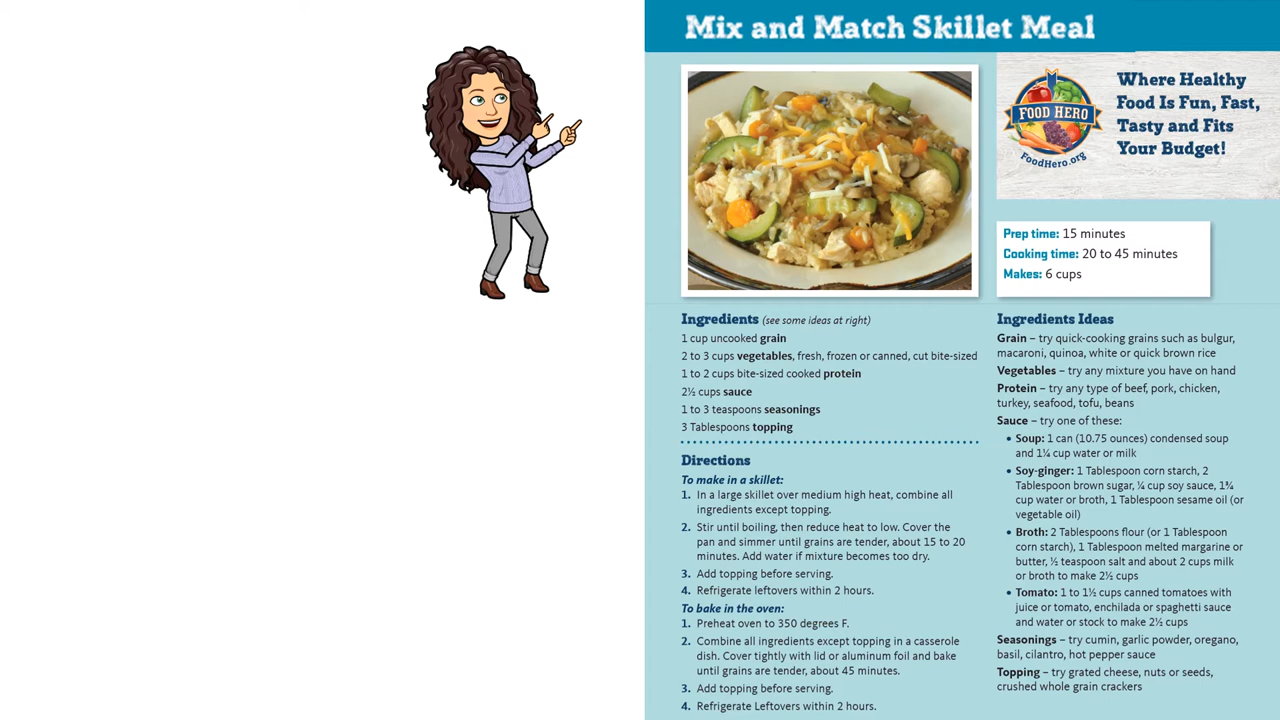 Mix and Match Skillet Meal
FOOD HERO
FoodHero.org
Where Healthy
Food Is Fun, Fast,
Tasty and Fits
Your Budget!
Prep time: 15 minutes
Cooking time: 20 to 45 minutes
Makes: 6 cups
Ingredients (see some ideas at right)
1 cup uncooked grain
2 to 3 cups vegetables, fresh, frozen or canned, cut bite-sized
1 to 2 cups bite-sized cooked protein
2½ cups sauce
1 to 3 teaspoons seasonings
3 Tablespoons topping
Directions
To make in a skillet:
1. In a large skillet over medium high heat, combine all
ingredients except topping.
2. Stir until boiling, then reduce heat to low. Cover the
pan and simmer until grains are tender, about 15 to 20
minutes. Add water if mixture becomes too dry.
3. Add topping before serving.
4. Refrigerate leftovers within 2 hours.
To bake in the oven:
1. Preheat oven to 350 degrees F.
2. Combine all ingredients except topping in a casserole
dish. Cover tightly with lid or aluminum foil and bake
until grains are tender, about 45 minutes.
3. Add topping before serving.
4. Refrigerate Leftovers within 2 hours.
Ingredients Ideas
Grain – try quick-cooking grains such as bulgur,
macaroni, quinoa, white or quick brown rice
Vegetables – try any mixture you have on hand
Protein – try any type of beef, pork, chicken,
turkey, seafood, tofu, beans
Sauce – try one of these:
• Soup: 1 can (10.75 ounces) condensed soup
and 1¼ cup water or milk
• Soy-ginger: 1 Tablespoon corn starch, 2
Tablespoons brown sugar, ¼ cup soy sauce, 1¾
cup water or broth, 1 Tablespoon sesame oil (or
vegetable oil)
• Broth: 2 Tablespoons flour (or 1 Tablespoon
corn starch), 1 Tablespoon melted margarine or
butter, ½ teaspoon salt and about 2 cups milk
or broth to make 2½ cups
• Tomato: 1 to 1½ cups canned tomatoes with
juice or tomato, enchilada or spaghetti sauce
and water or stock to make 2½ cups
Seasonings – try cumin, garlic powder, oregano,
basil, cilantro, hot pepper sauce
Topping – try grated cheese, nuts or seeds,
crushed whole grain crackers